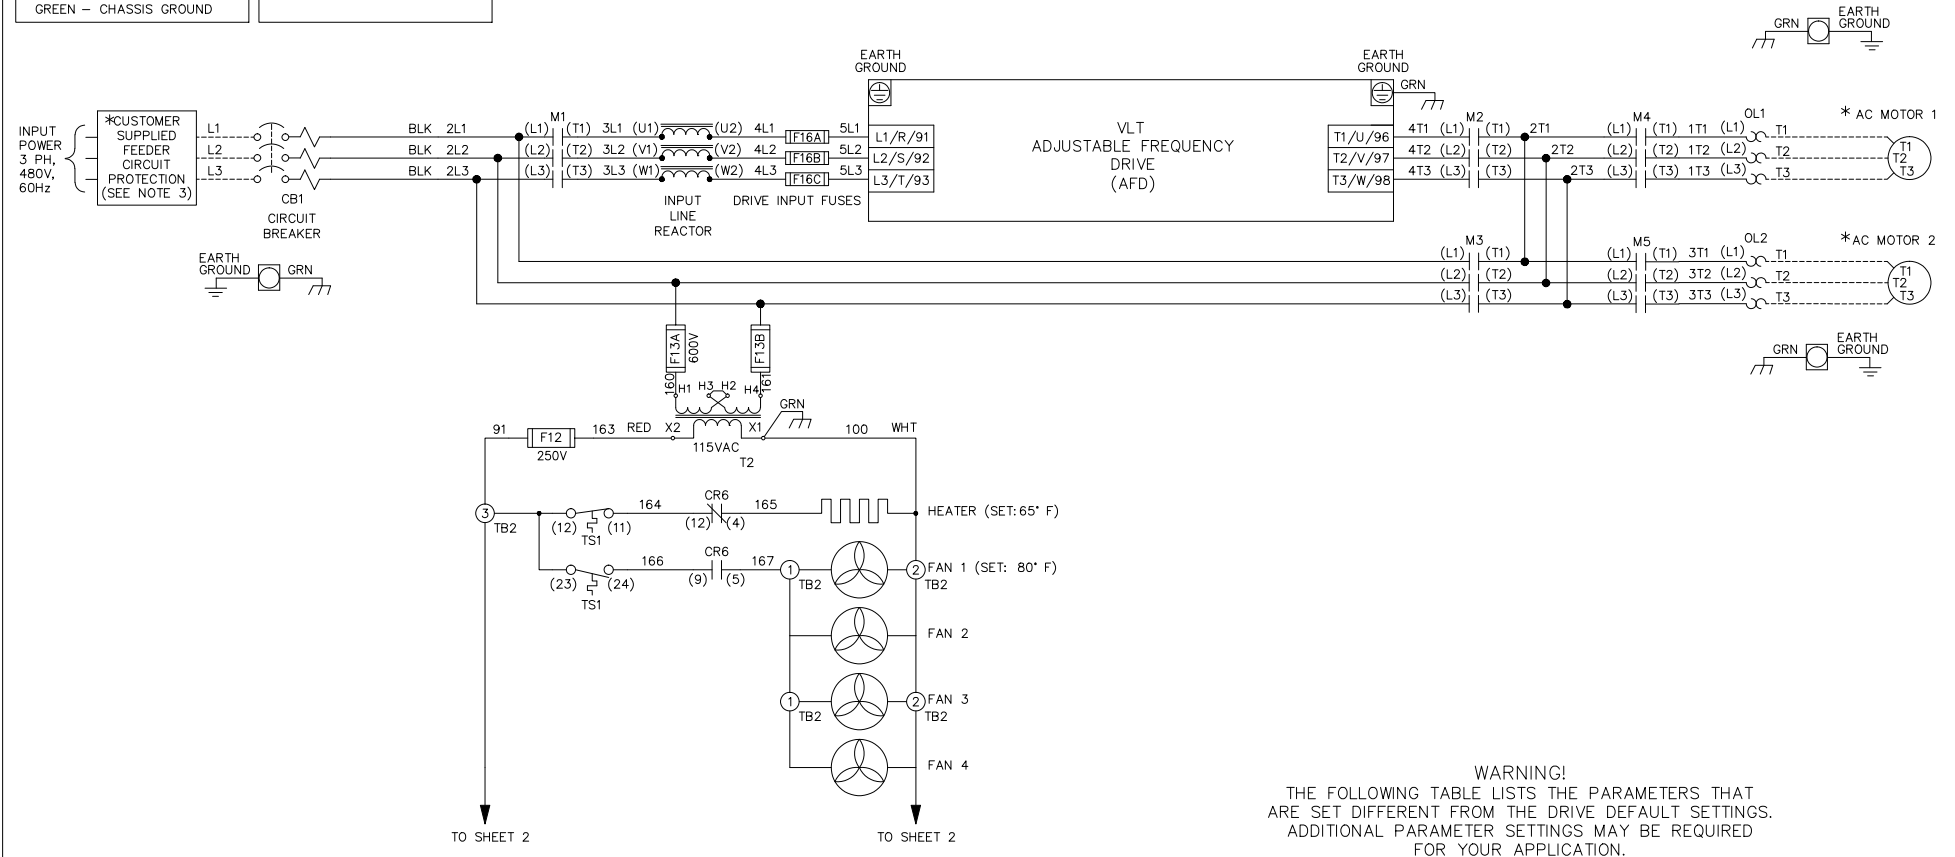 GREEN – CHASSIS GROUND
EARTH
GROUND
GRN
EARTH
GROUND
EARTH
GROUND
GRN
INPUT
POWER
3 PH,
480V,
60Hz
*CUSTOMER
SUPPLIED
FEEDER
CIRCUIT
PROTECTION
(SEE NOTE 3)
L1
L2
L3
CB1
CIRCUIT
BREAKER
BLK 2L1
BLK 2L2
BLK 2L3
M1
(L1) (T1) 3L1 (U1) (U2) 4L1 F16A 5L1 L1/R/91
(L2) (T2) 3L2 (V1) (V2) 4L2 F16B 5L2 L2/S/92
(L3) (T3) 3L3 (W1) (W2) 4L3 F16C 5L3 L3/T/93
INPUT
LINE
REACTOR
DRIVE INPUT FUSES
VLT
ADJUSTABLE FREQUENCY
DRIVE
(AFD)
M2 M4 OL1 * AC MOTOR 1
T1/U/96 4T1 (L1) (T1) 2T1 (L1) (T1) 1T1 (L1) T1
T2/V/97 4T2 (L2) (T2) 2T2 (L2) (T2) 1T2 (L2) T2
T3/W/98 4T3 (L3) (T3) 2T3 (L3) (T3) 1T3 (L3) T3
T1
T2
T3
M3 M5 OL2 *AC MOTOR 2
(L1) (T1) (L1) (T1) 3T1 (L1) T1
(L2) (T2) (L2) (T2) 3T2 (L2) T2
(L3) (T3) (L3) (T3) 3T3 (L3) T3
T1
T2
T3
EARTH
GROUND
GRN
GRN
EARTH
GROUND
F13A
600V
F13B
160
161
H1 H3 H2 H4
GRN
91 F12 163 RED X2 X1 100 WHT
250V
115VAC
T2
3
TB2
(12) (11)
TS1
164
CR6
(12) (4)
165
HEATER (SET: 65° F)
(23) (24)
TS1
166
CR6
(9) (5)
167
1
TB2
2
TB2
FAN 1 (SET: 80° F)
FAN 2
1
TB2
2
TB2
FAN 3
FAN 4
TO SHEET 2
TO SHEET 2
WARNING!
THE FOLLOWING TABLE LISTS THE PARAMETERS THAT
ARE SET DIFFERENT FROM THE DRIVE DEFAULT SETTINGS.
ADDITIONAL PARAMETER SETTINGS MAY BE REQUIRED
FOR YOUR APPLICATION.